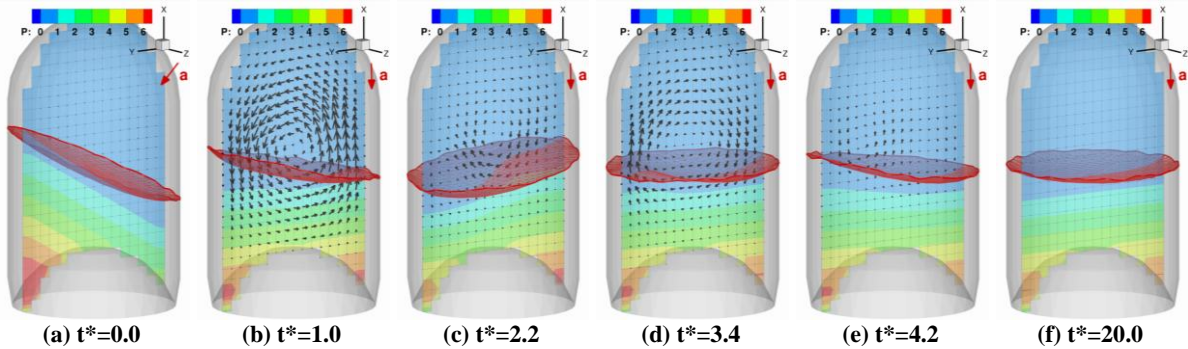 P: 0 1 2 3 4 5 6 X Y Z a
P: 0 1 2 3 4 5 6 X Y Z a
P: 0 1 2 3 4 5 6 X Y Z a
P: 0 1 2 3 4 5 6 X Y Z a
P: 0 1 2 3 4 5 6 X Y Z a
P: 0 1 2 3 4 5 6 X Y Z a
(a) t*=0.0
(b) t*=1.0
(c) t*=2.2
(d) t*=3.4
(e) t*=4.2
(f) t*=20.0